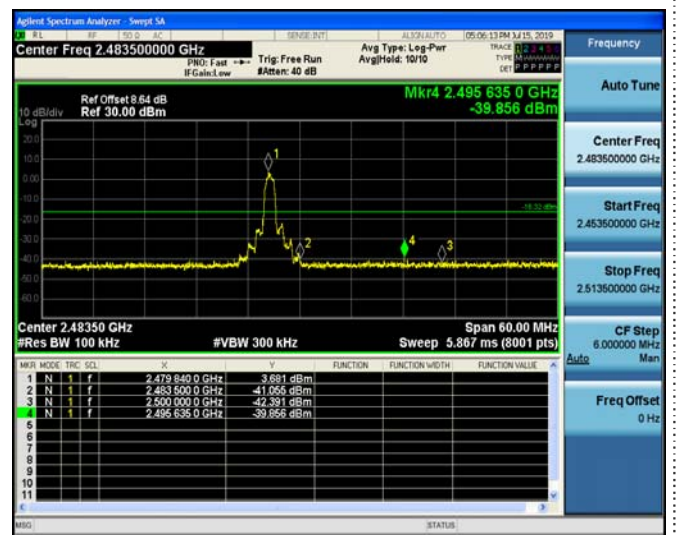 Agilent Spectrum Analyzer - Swept SA
RL RF 50 Ω AC SENSE:INT ALIGN AUTO 05:06:13 PM Jul 15, 2019
Center Freq 2.483500000 GHz
PNO: Fast
IFGain:Low
Trig: Free Run
#Atten: 40 dB
Avg Type: Log-Pwr
Avg|Hold: 10/10
TRACE 1 2 3 4 5 6
TYPE M
DET P P P P P P
Ref Offset 8.64 dB
10 dB/div Ref 30.00 dBm
Log
Mkr4 2.495 635 0 GHz
-39.856 dBm
20.0
10.0
0.00
-10.0
-20.0
-30.0
-40.0
-50.0
-60.0
1
2
4
3
-16.32 dBm
Center 2.48350 GHz Span 60.00 MHz
#Res BW 100 kHz #VBW 300 kHz Sweep 5.867 ms (8001 pts)
MKR MODE TRC SCL X Y FUNCTION FUNCTION WIDTH FUNCTION VALUE
1 N 1 f 2.479 840 0 GHz 3.681 dBm
2 N 1 f 2.483 500 0 GHz -41.055 dBm
3 N 1 f 2.500 000 0 GHz -42.391 dBm
4 N 1 f 2.495 635 0 GHz -39.856 dBm
5
6
7
8
9
10
11
MSG STATUS
Frequency
Auto Tune
Center Freq
2.483500000 GHz
Start Freq
2.453500000 GHz
Stop Freq
2.513500000 GHz
CF Step
6.000000 MHz
Auto Man
Freq Offset
0 Hz